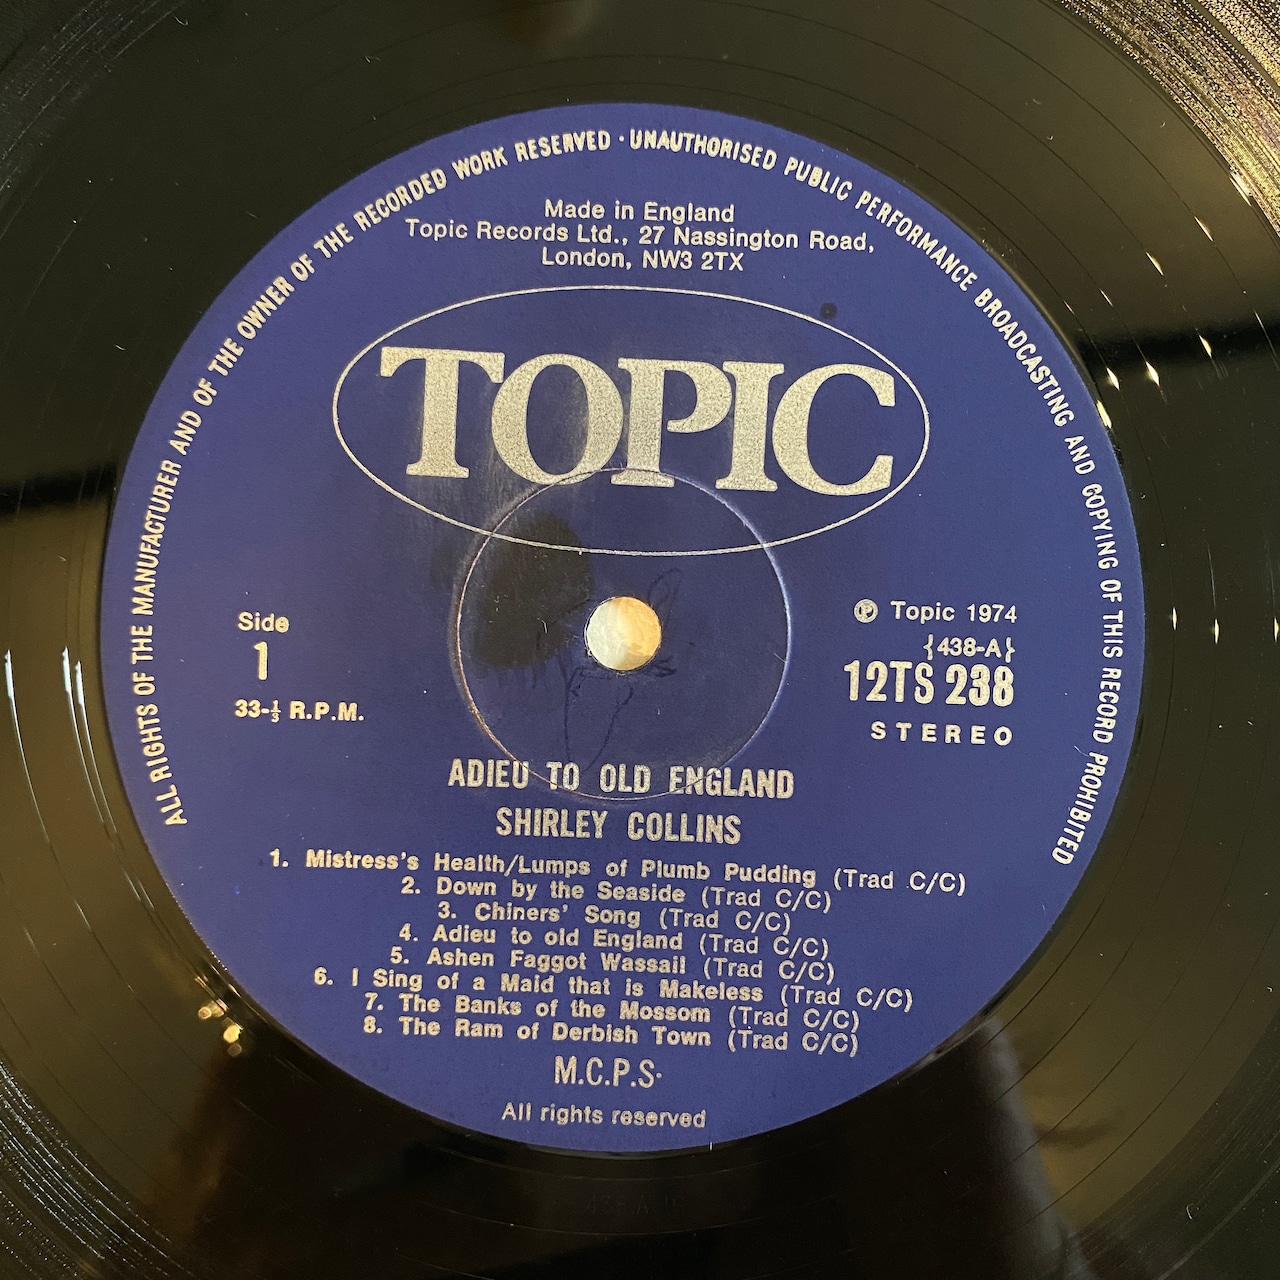 ALL RIGHTS OF THE MANUFACTURER AND OF THE OWNER OF THE RECORDED WORK RESERVED · UNAUTHORISED PUBLIC PERFORMANCE BROADCASTING AND COPYING OF THIS RECORD PROHIBITED
Made in England
Topic Records Ltd., 27 Nassington Road,
London, NW3 2TX
TOPIC
Side
1
33-⅓ R.P.M.
℗ Topic 1974
{438-A}
12TS 238
STEREO
ADIEU TO OLD ENGLAND
SHIRLEY COLLINS
1. Mistress's Health/Lumps of Plumb Pudding (Trad C/C)
2. Down by the Seaside (Trad C/C)
3. Chiners' Song (Trad C/C)
4. Adieu to old England (Trad C/C)
5. Ashen Faggot Wassail (Trad C/C)
6. I Sing of a Maid that is Makeless (Trad C/C)
7. The Banks of the Mossom (Trad C/C)
8. The Ram of Derbish Town (Trad C/C)
M.C.P.S.
All rights reserved